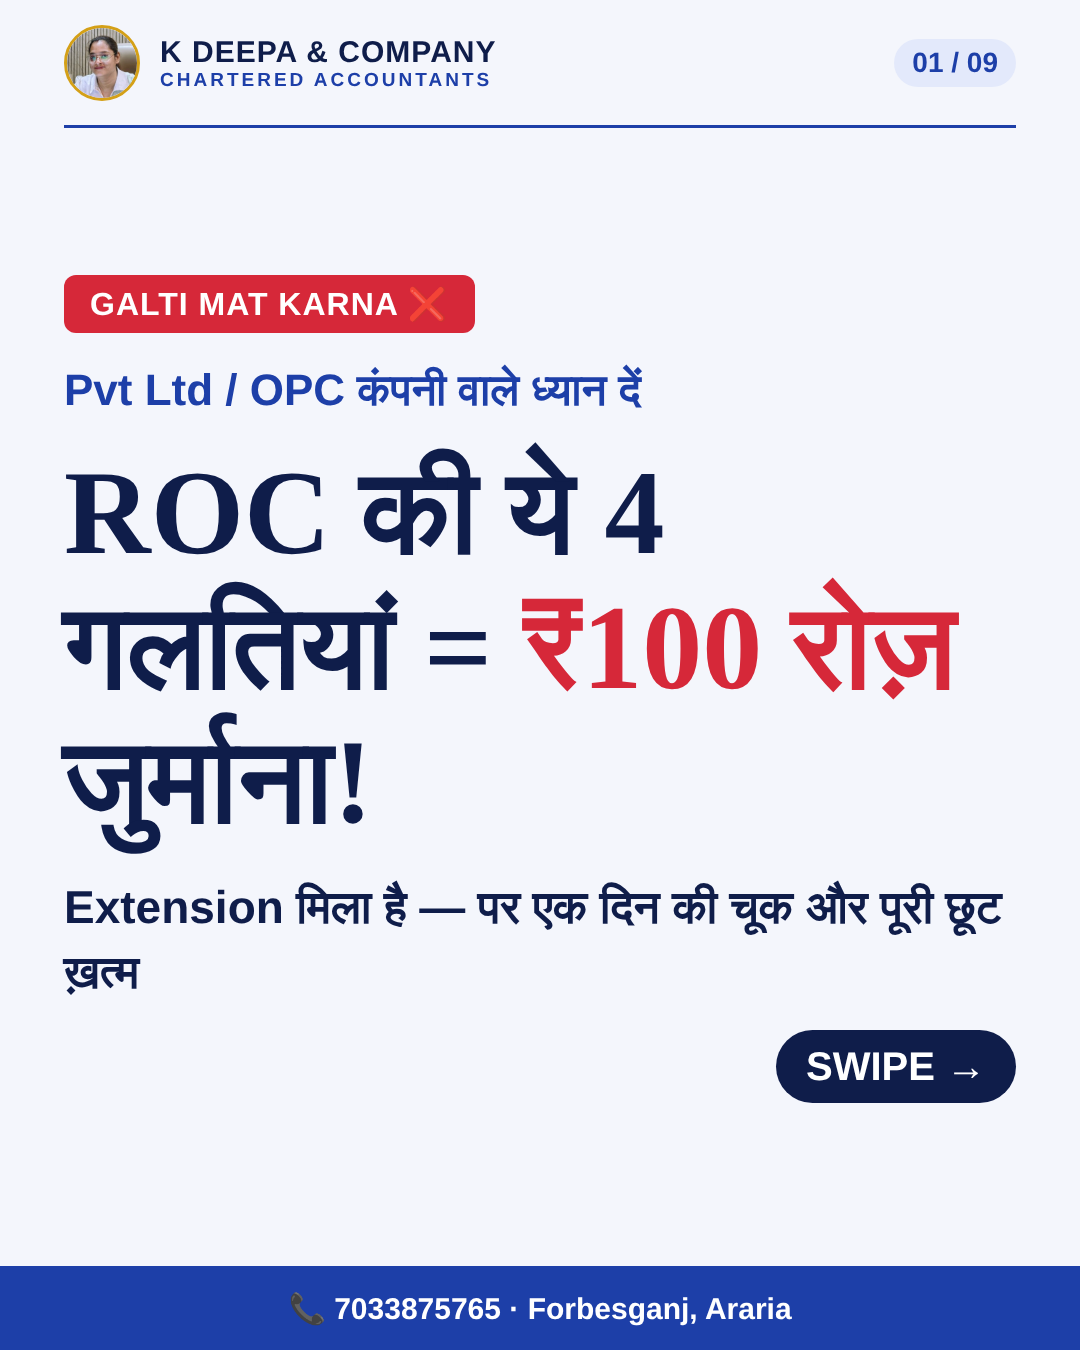 K DEEPA & COMPANY
CHARTERED ACCOUNTANTS
01 / 09
GALTI MAT KARNA ❌
Pvt Ltd / OPC कंपनी वाले ध्यान दें
ROC की ये 4
गलतियां = ₹100 रोज़
जुर्माना!
Extension मिला है — पर एक दिन की चूक और पूरी छूट
ख़त्म
SWIPE →
📞 7033875765 · Forbesganj, Araria